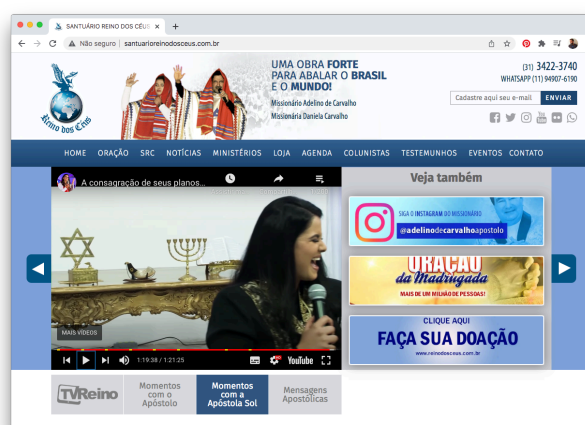 SANTUÁRIO REINO DOS CÉUS
Não seguro | santuarioreinodosceus.com.br
Reino dos Céus
UMA OBRA FORTE
PARA ABALAR O BRASIL
E O MUNDO!
Missionário Adelino de Carvalho
Missionária Daniela Carvalho
(31) 3422-3740
WHATSAPP (11) 94907-6190
Cadastre aqui seu e-mail ENVIAR
HOME ORAÇÃO SRC NOTÍCIAS MINISTÉRIOS LOJA AGENDA COLUNISTAS TESTEMUNHOS EVENTOS CONTATO
A consagração de seus planos...
MAIS VÍDEOS
1:19:38 / 1:21:25 YouTube
Veja também
SIGA O INSTAGRAM DO MISSIONÁRIO
@adelinodecarvalhoapostolo
ORAÇÃO
da Madrugada
MAIS DE UM MILHÃO DE PESSOAS!
CLIQUE AQUI
FAÇA SUA DOAÇÃO
www.reinodosceus.com.br
TVReino
Momentos
com o
Apóstolo
Momentos
com a
Apóstola Sol
Mensagens
Apostólicas